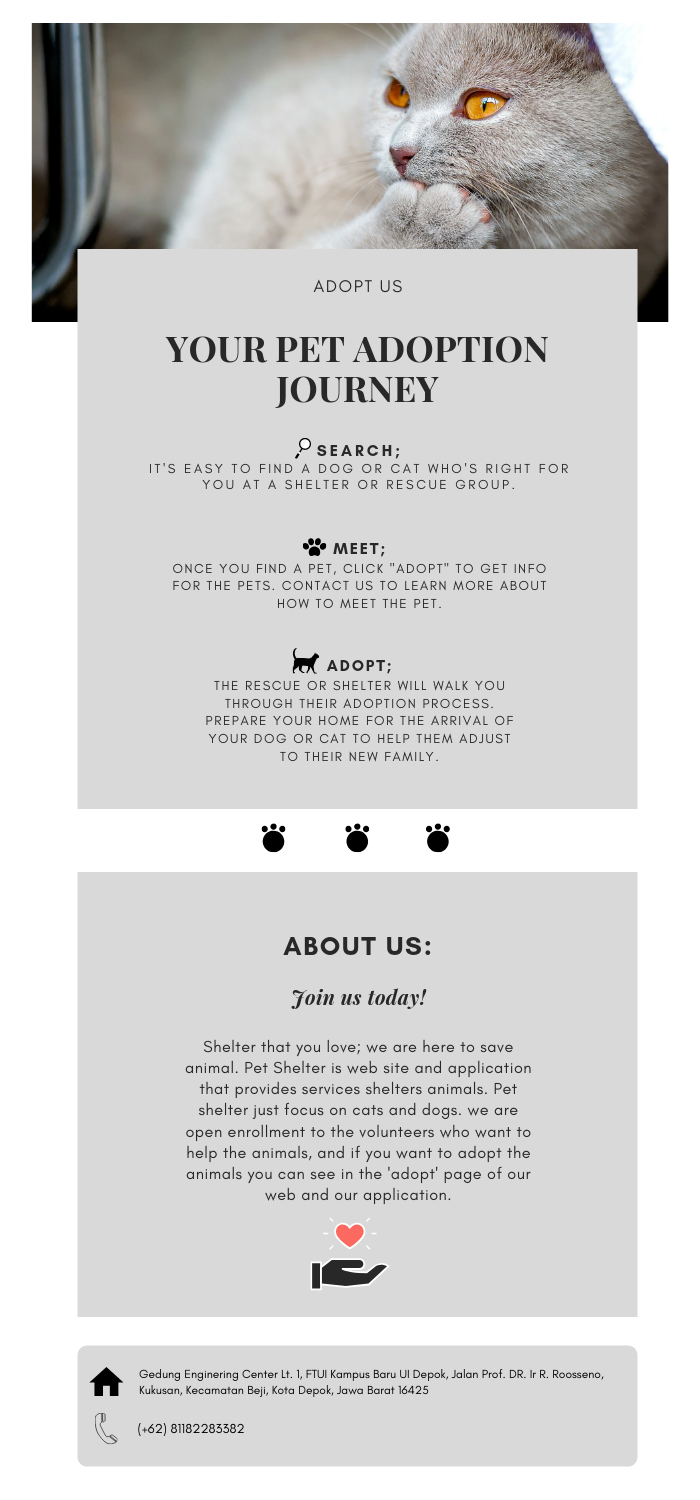 ADOPT US
YOUR PET ADOPTION
JOURNEY
SEARCH;
IT'S EASY TO FIND A DOG OR CAT WHO'S RIGHT FOR
YOU AT A SHELTER OR RESCUE GROUP.
MEET;
ONCE YOU FIND A PET, CLICK "ADOPT" TO GET INFO
FOR THE PETS. CONTACT US TO LEARN MORE ABOUT
HOW TO MEET THE PET.
ADOPT;
THE RESCUE OR SHELTER WILL WALK YOU
THROUGH THEIR ADOPTION PROCESS.
PREPARE YOUR HOME FOR THE ARRIVAL OF
YOUR DOG OR CAT TO HELP THEM ADJUST
TO THEIR NEW FAMILY.
ABOUT US:
Join us today!
Shelter that you love; we are here to save
animal. Pet Shelter is web site and application
that provides services shelters animals. Pet
shelter just focus on cats and dogs. we are
open enrollment to the volunteers who want to
help the animals, and if you want to adopt the
animals you can see in the 'adopt' page of our
web and our application.
Gedung Enginering Center Lt. 1, FTUI Kampus Baru UI Depok, Jalan Prof. DR. Ir R. Roosseno,
Kukusan, Kecamatan Beji, Kota Depok, Jawa Barat 16425
(+62) 81182283382